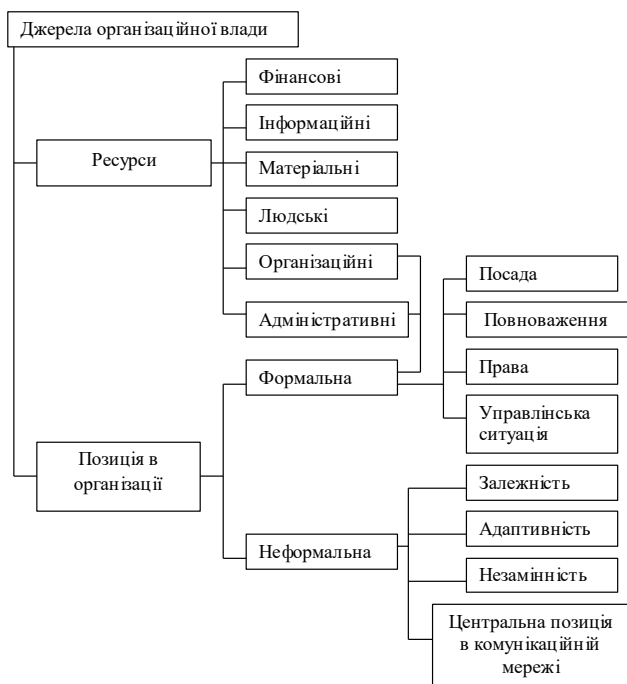 Джерела організаційної влади
Ресурси
Фінансові
Інформаційні
Матеріальні
Людські
Організаційні
Адміністративні
Позиція в
організації
Формальна
Посада
Повноваження
Права
Управлінська
ситуація
Неформальна
Залежність
Адаптивність
Незамінність
Центральна позиція
в комунікаційній
мережі